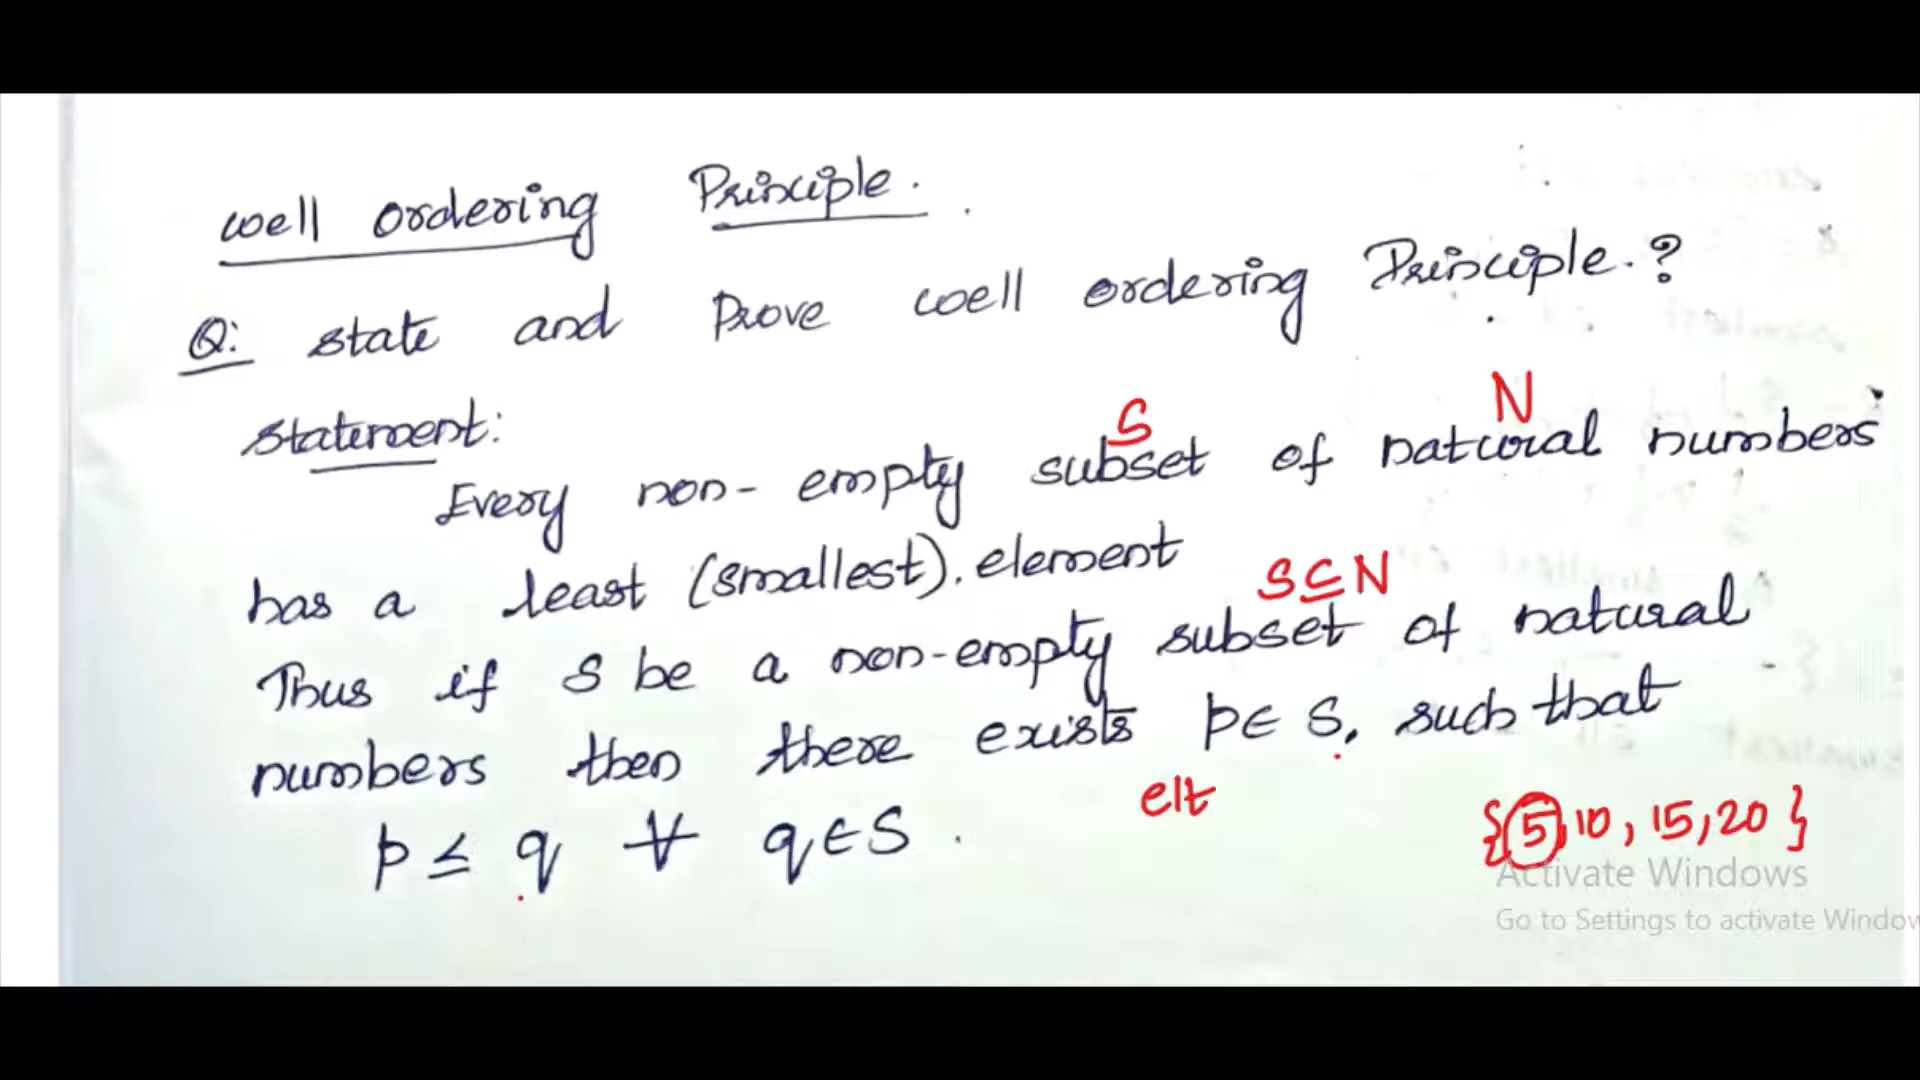 well ordering Principle.
Q: state and Prove well ordering Principle.?
statement:
S N
Every non-empty subset of natural numbers
has a least (smallest). element
S⊆N
Thus if S be a non-empty subset of natural
numbers then there exists p∈ S, such that
elt
p ≤ q ∀ q∈S .
{5,10, 15,20 }
Activate Windows
Go to Settings to activate Window